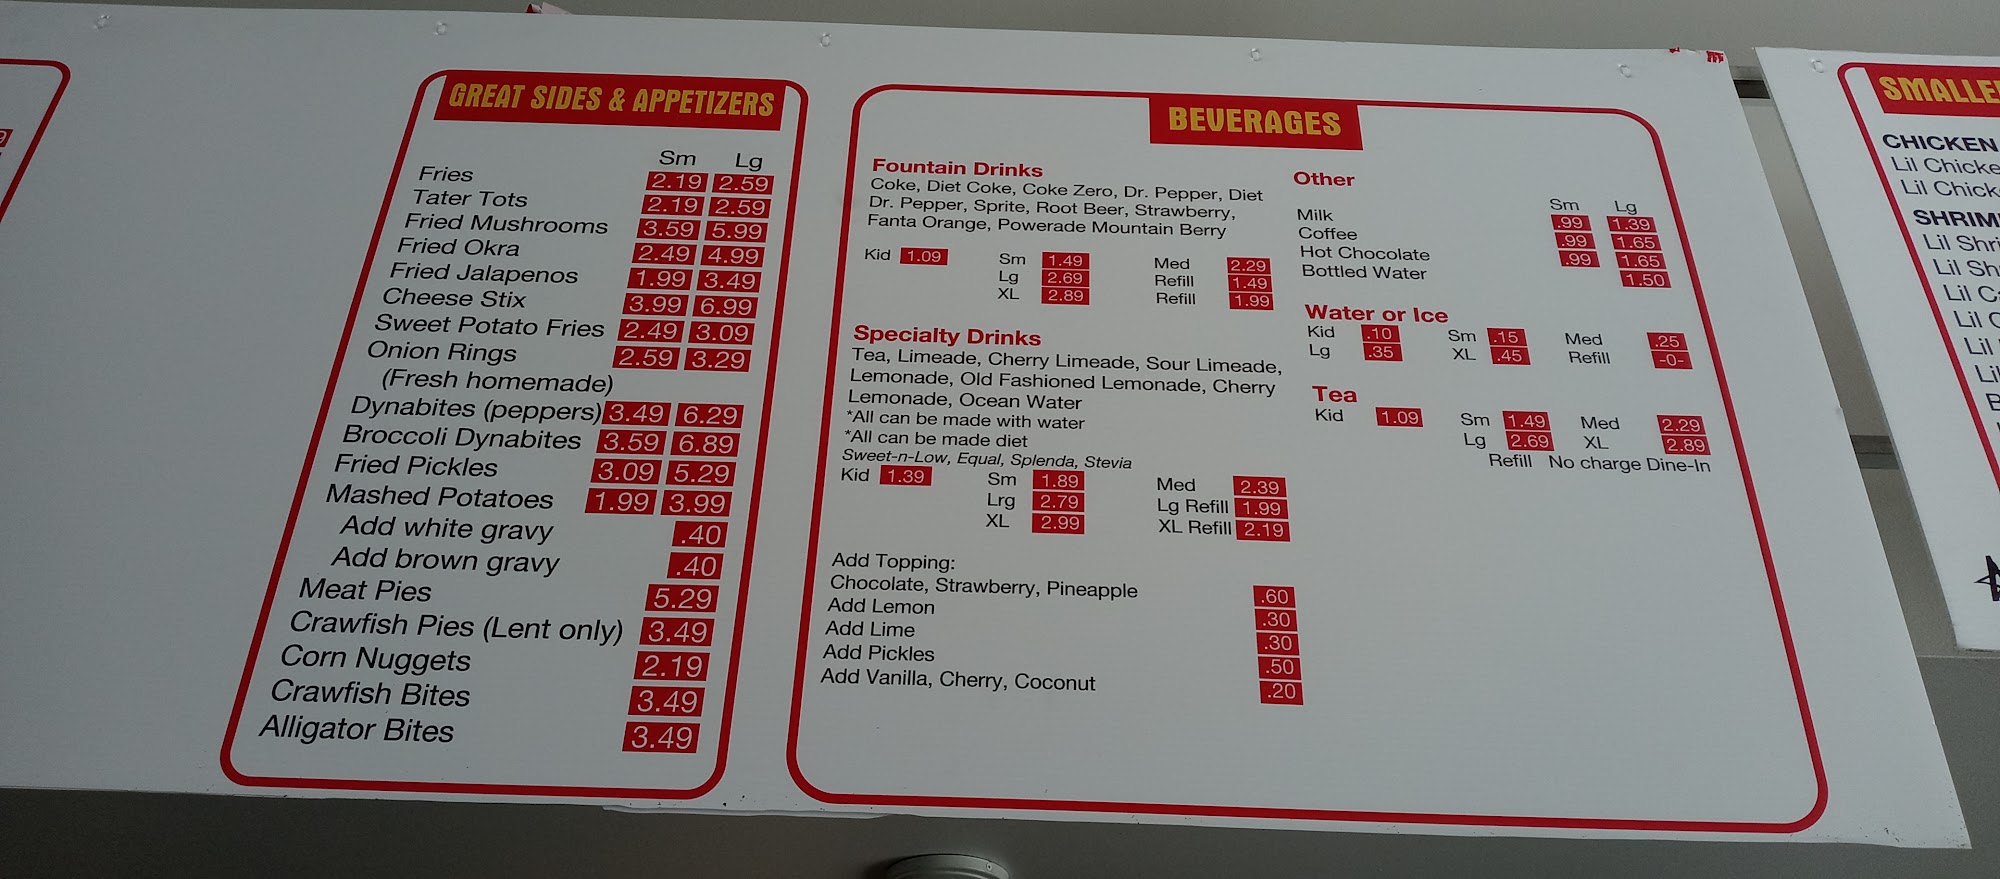 GREAT SIDES & APPETIZERS
Sm Lg
Fries 2.19 2.59
Tater Tots 2.19 2.59
Fried Mushrooms 3.59 5.99
Fried Okra 2.49 4.99
Fried Jalapenos 1.99 3.49
Cheese Stix 3.99 6.99
Sweet Potato Fries 2.49 3.09
Onion Rings 2.59 3.29
(Fresh homemade)
Dynabites (peppers) 3.49 6.29
Broccoli Dynabites 3.59 6.89
Fried Pickles 3.09 5.29
Mashed Potatoes 1.99 3.99
Add white gravy .40
Add brown gravy .40
Meat Pies 5.29
Crawfish Pies (Lent only) 3.49
Corn Nuggets 2.19
Crawfish Bites 3.49
Alligator Bites 3.49
BEVERAGES
Fountain Drinks
Coke, Diet Coke, Coke Zero, Dr. Pepper, Diet
Dr. Pepper, Sprite, Root Beer, Strawberry,
Fanta Orange, Powerade Mountain Berry
Kid 1.09 Sm 1.49 Med 2.29
Lg 2.69 Refill 1.49
XL 2.89 Refill 1.99
Specialty Drinks
Tea, Limeade, Cherry Limeade, Sour Limeade,
Lemonade, Old Fashioned Lemonade, Cherry
Lemonade, Ocean Water
*All can be made with water
*All can be made diet
Sweet-n-Low, Equal, Splenda, Stevia
Kid 1.39 Sm 1.89 Med 2.39
Lrg 2.79 Lg Refill 1.99
XL 2.99 XL Refill 2.19
Add Topping:
Chocolate, Strawberry, Pineapple .60
Add Lemon .30
Add Lime .30
Add Pickles .50
Add Vanilla, Cherry, Coconut .20
Other
Sm Lg
Milk .99 1.39
Coffee .99 1.65
Hot Chocolate .99 1.65
Bottled Water 1.50
Water or Ice
Kid .10 Sm .15 Med .25
Lg .35 XL .45 Refill -0-
Tea
Kid 1.09 Sm 1.49 Med 2.29
Lg 2.69 XL 2.89
Refill No charge Dine-In
SMALLE
CHICKEN
Lil Chicke
Lil Chick
SHRIM
Lil Shri
Lil Sh
Lil C
Lil
Lil
Lil